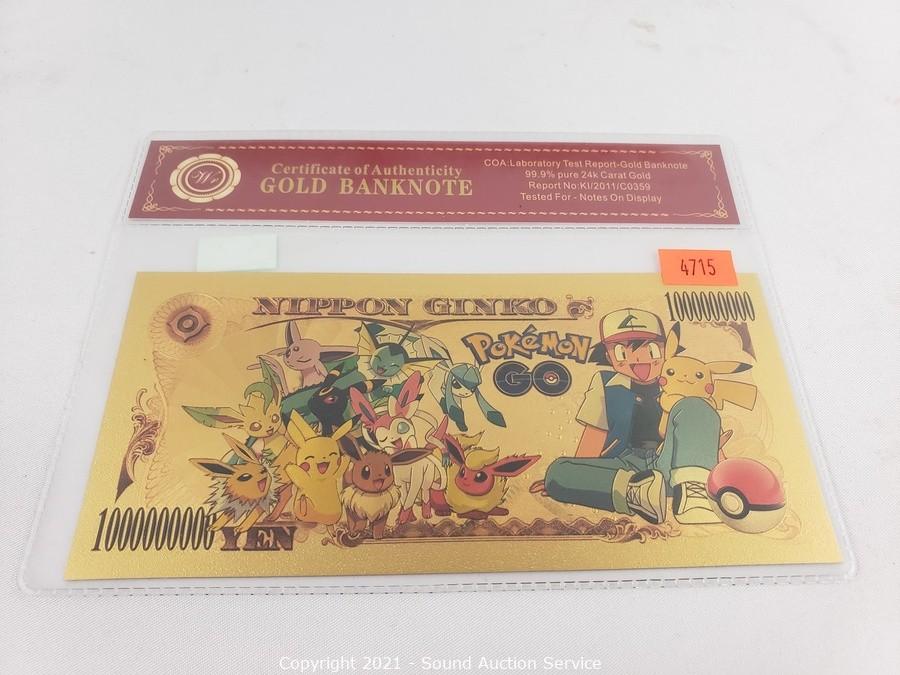 Certificate of Authenticity
GOLD BANKNOTE
COA:Laboratory Test Report-Gold Banknote
99.9% pure 24k Carat Gold
Report No:KI/2011/C0359
Tested For - Notes On Display
4715
NIPPON GINKO
1000000000
POKéMON
GO
1000000000 YEN
Copyright 2021 - Sound Auction Service